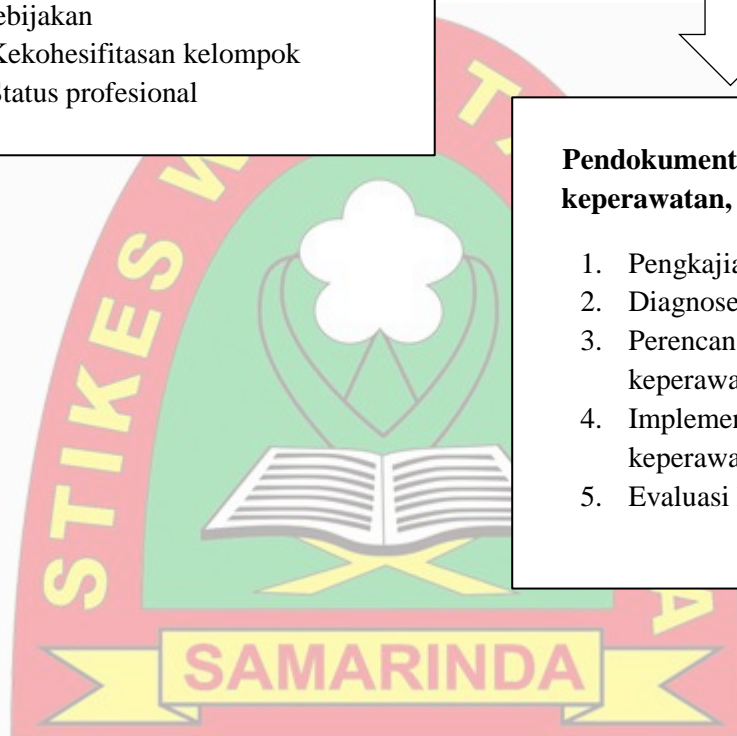 ebijakan
Kekohesifitasan kelompok
Status profesional
Pendokument
keperawatan,
1. Pengkajia
2. Diagnose
3. Perencan
keperawa
4. Implemen
keperawa
5. Evaluasi
STIKES W
TA
A
SAMARINDA